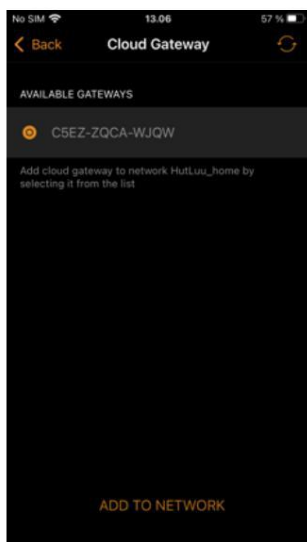 No SIM 13.06 57 %
Back Cloud Gateway
AVAILABLE GATEWAYS
C5EZ-ZQCA-WJQW
Add cloud gateway to network HutLuu_home by
selecting it from the list
ADD TO NETWORK